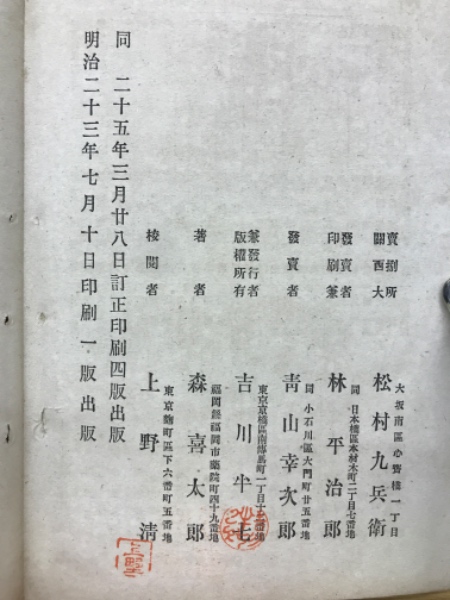 明治二十三年七月十日印刷一版出版
同 二十五年三月廿八日訂正印刷四版出版
校閲者 上野清
東京麹町區下六番町五番地
著者 森喜太郎
福岡縣福岡市藥院町四十九番地
版權所有
兼發行者
吉川半七
東京京橋區南傳馬町一丁目
發賣者 青山幸次郎
同 小石川區大門町廿五番地
印刷兼
發賣者
林平治郎
同 日本橋區本材木町二丁目七番地
關西大
賣捌所
松村九兵衛
大坂南區心齋橋一丁目